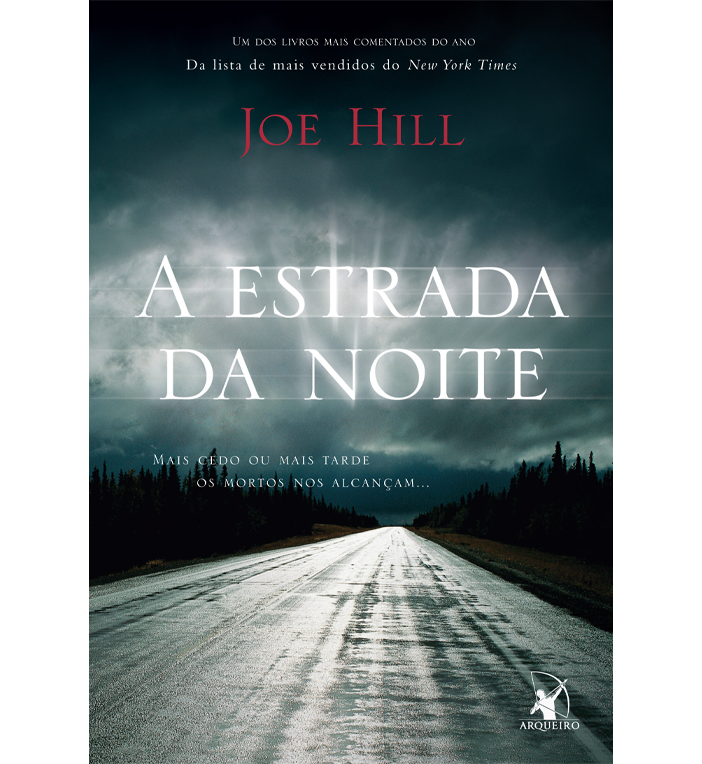 Um dos livros mais comentados do ano
Da lista de mais vendidos do New York Times
Joe Hill
A ESTRADA
DA NOITE
Mais cedo ou mais tarde
os mortos nos alcançam...
ARQUEIRO